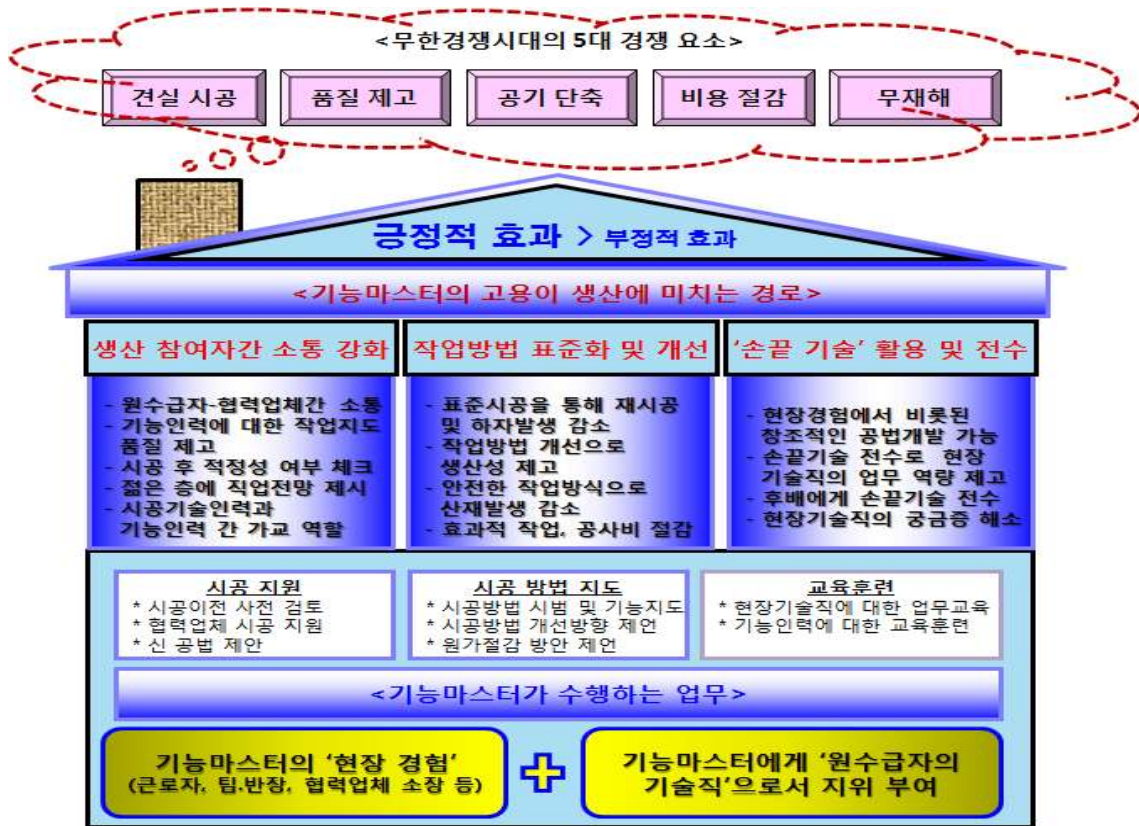 <무한경쟁시대의 5대 경쟁 요소>
견실 시공
품질 제고
공기 단축
비용 절감
무재해
긍정적 효과 > 부정적 효과
<기능마스터의 고용이 생산에 미치는 경로>
생산 참여자간 소통 강화
- 원수급자-협력업체간 소통
- 기능인력에 대한 작업지도
품질 제고
- 시공 후 적정성 여부 체크
- 젊은 층에 직업전망 제시
- 시공기술인력과
기능인력 간 가교 역할
작업방법 표준화 및 개선
- 표준시공을 통해 재시공
및 하자발생 감소
- 작업방법 개선으로
생산성 제고
- 안전한 작업방식으로
산재발생 감소
- 효과적 작업, 공사비 절감
‘손끝 기술’ 활용 및 전수
- 현장경험에서 비롯된
창조적인 공법개발 가능
- 손끝기술 전수로 현장
기술직의 업무 역량 제고
- 후배에게 손끝기술 전수
- 현장기술직의 궁금증 해소
시공 지원
* 시공이전 사전 검토
* 협력업체 시공 지원
* 신 공법 제안
시공 방법 지도
* 시공방법 시범 및 기능지도
* 시공방법 개선방향 제언
* 원가절감 방안 제언
교육훈련
* 현장기술직에 대한 업무교육
* 기능인력에 대한 교육훈련
<기능마스터가 수행하는 업무>
기능마스터의 ‘현장 경험’
(근로자, 팀.반장, 협력업체 소장 등)
+
기능마스터에게 ‘원수급자의
기술직’으로서 지위 부여